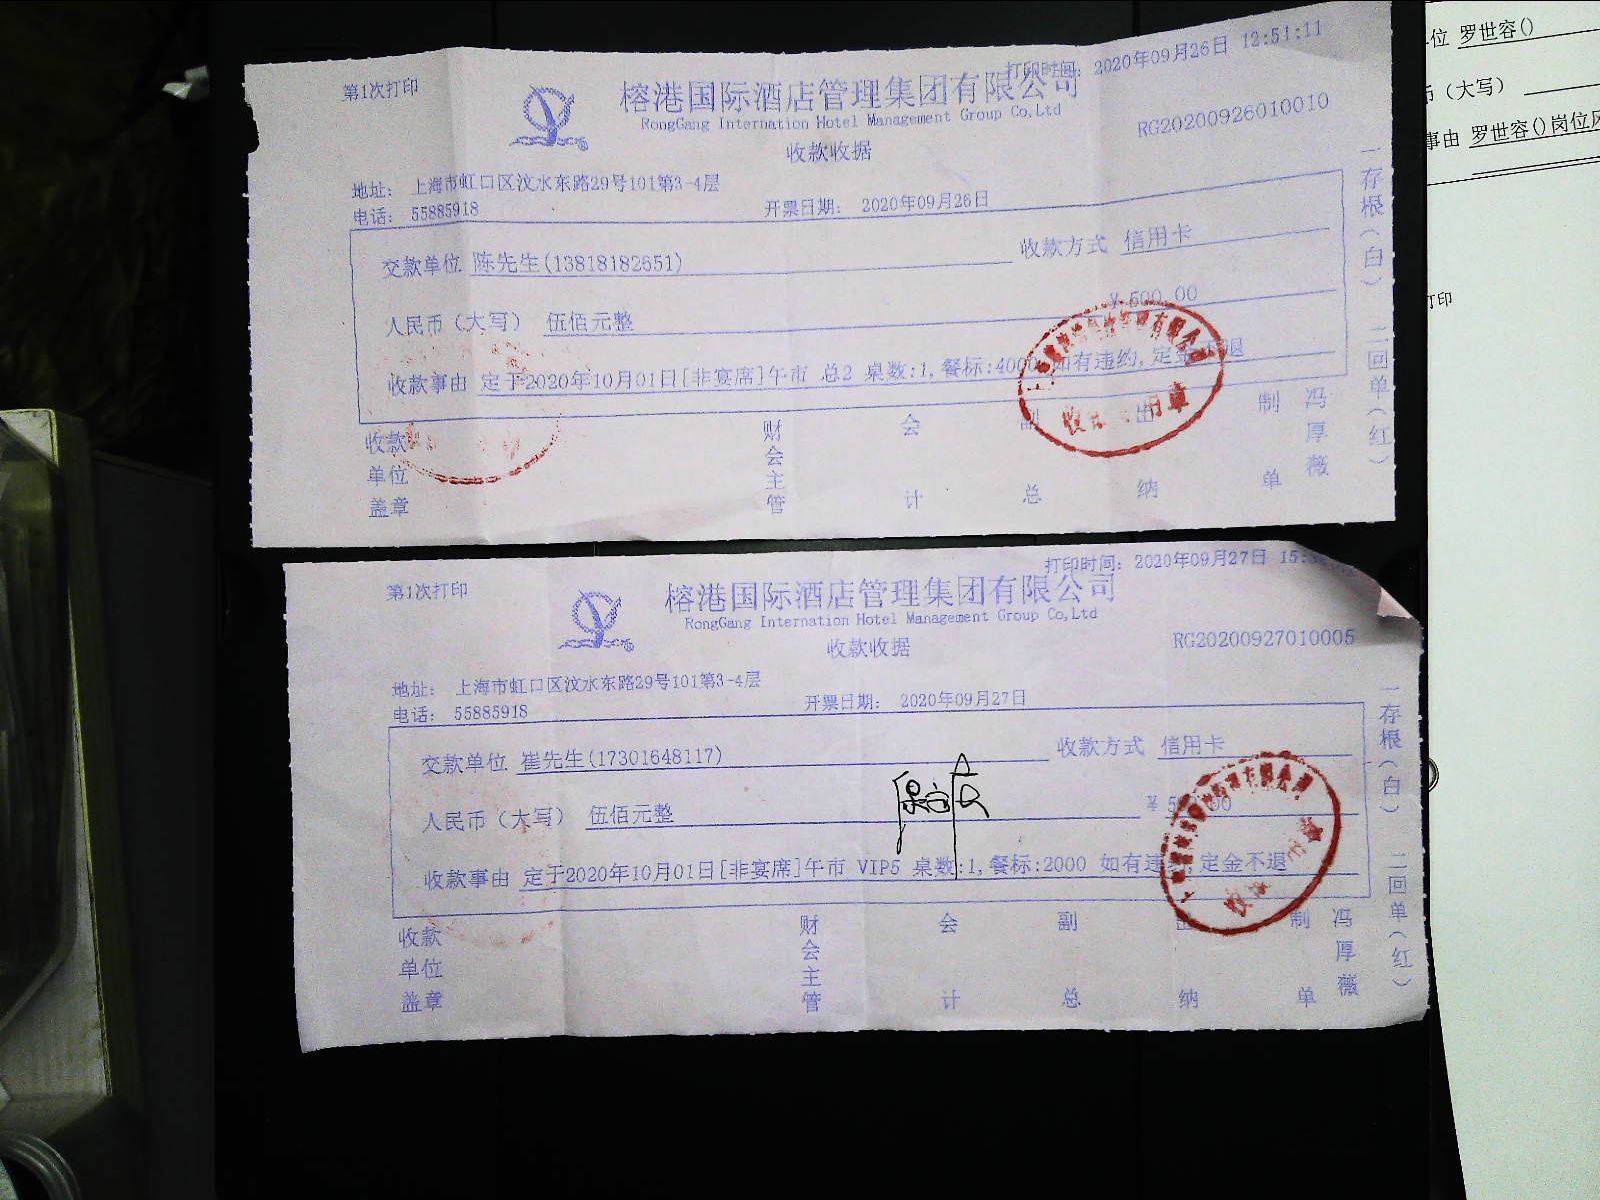 第1次打印
打印时间: 2020年09月26日 12:51:11
榕港国际酒店管理集团有限公司
RongGang Internation Hotel Management Group Co,Ltd
RG20200926010010
收款收据
地址: 上海市虹口区汶水东路29号101第3-4层
电话: 55885918
开票日期: 2020年09月26日
交款单位 陈先生(13818182651)
收款方式 信用卡
人民币（大写） 伍佰元整
¥ 500.00
收款事由 定于2020年10月01日[非宴席]午市 总2 桌数:1,餐标:4000 如有违约,定金不退
收款单位盖章
财会主管
会计
副总
出纳
制单
冯厚薇
一存根(白) 二回单(红)
第1次打印
打印时间: 2020年09月27日
榕港国际酒店管理集团有限公司
RongGang Internation Hotel Management Group Co,Ltd
RG20200927010005
收款收据
地址: 上海市虹口区汶水东路29号101第3-4层
电话: 55885918
开票日期: 2020年09月27日
交款单位 崔先生(17301648117)
收款方式 信用卡
人民币（大写） 伍佰元整
收款事由 定于2020年10月01日[非宴席]午市 VIP5 桌数:1,餐标:2000 如有违约,定金不退
收款单位盖章
财会主管
会计
副总
出纳
制单
冯厚薇
一存根(白) 二回单(红)
位 罗世容()
（大写）
事由 罗世容()岗位
打印